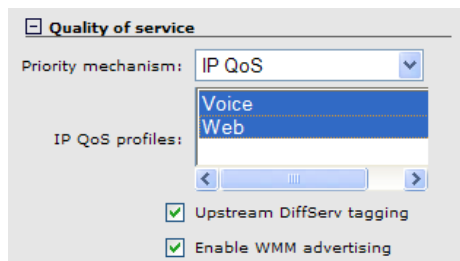 Quality of service
Priority mechanism: IP QoS
Voice
Web
IP QoS profiles:
Upstream DiffServ tagging
Enable WMM advertising